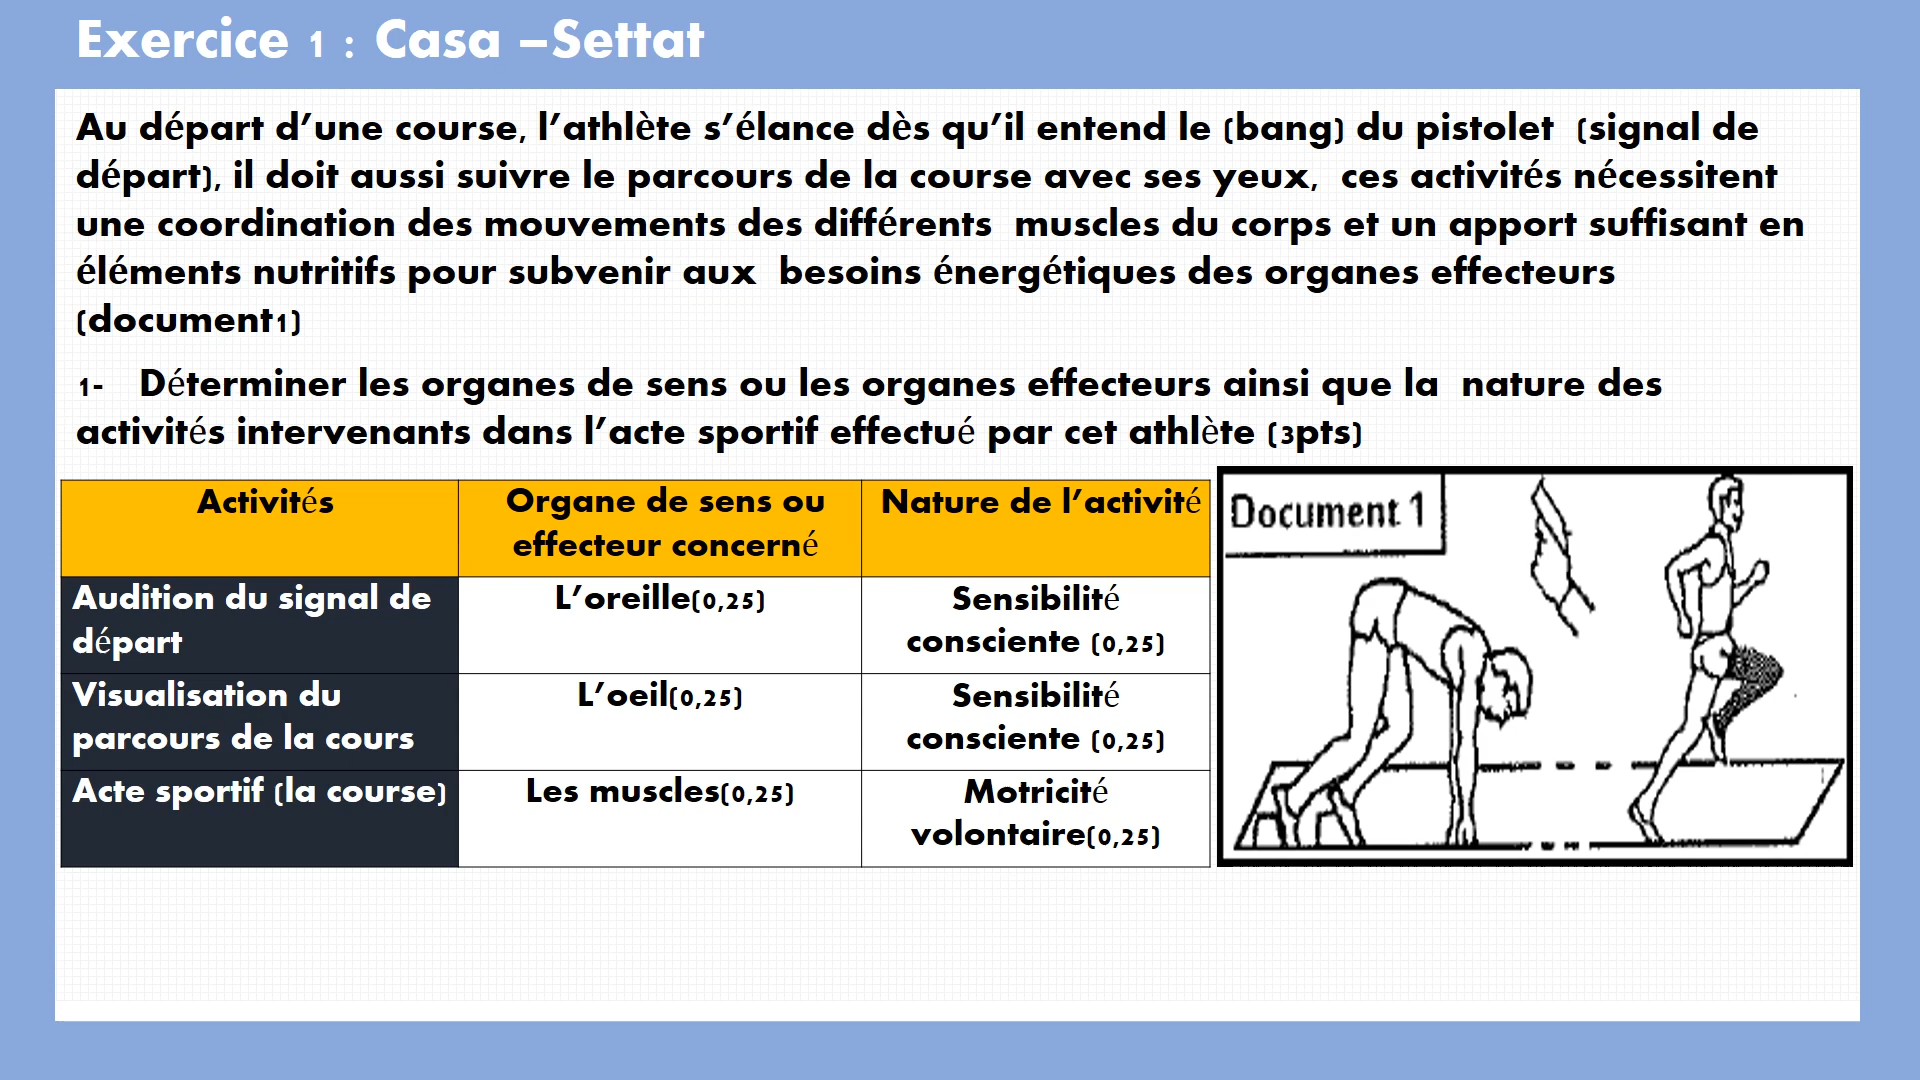 Exercice 1 : Casa –Settat
Au départ d’une course, l’athlète s’élance dès qu’il entend le (bang) du pistolet (signal de
départ), il doit aussi suivre le parcours de la course avec ses yeux, ces activités nécessitent
une coordination des mouvements des différents muscles du corps et un apport suffisant en
éléments nutritifs pour subvenir aux besoins énergétiques des organes effecteurs
(document1)
1- Déterminer les organes de sens ou les organes effecteurs ainsi que la nature des
activités intervenants dans l’acte sportif effectué par cet athlète (3pts)
Activités
Organe de sens ou
effecteur concerné
Nature de l’activité
Audition du signal de
départ
L’oreille(0,25)
Sensibilité
consciente (0,25)
Visualisation du
parcours de la cours
L’oeil(0,25)
Sensibilité
consciente (0,25)
Acte sportif (la course)
Les muscles(0,25)
Motricité
volontaire(0,25)
Document 1